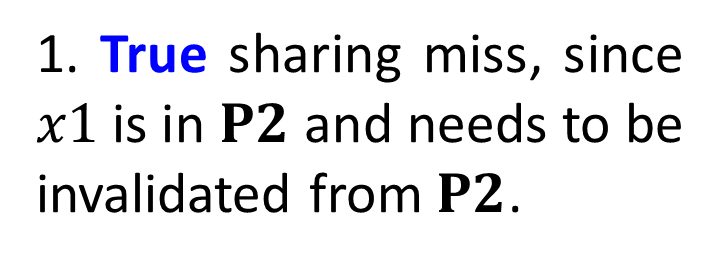 1. True sharing miss, since
x1 is in P2 and needs to be
invalidated from P2.